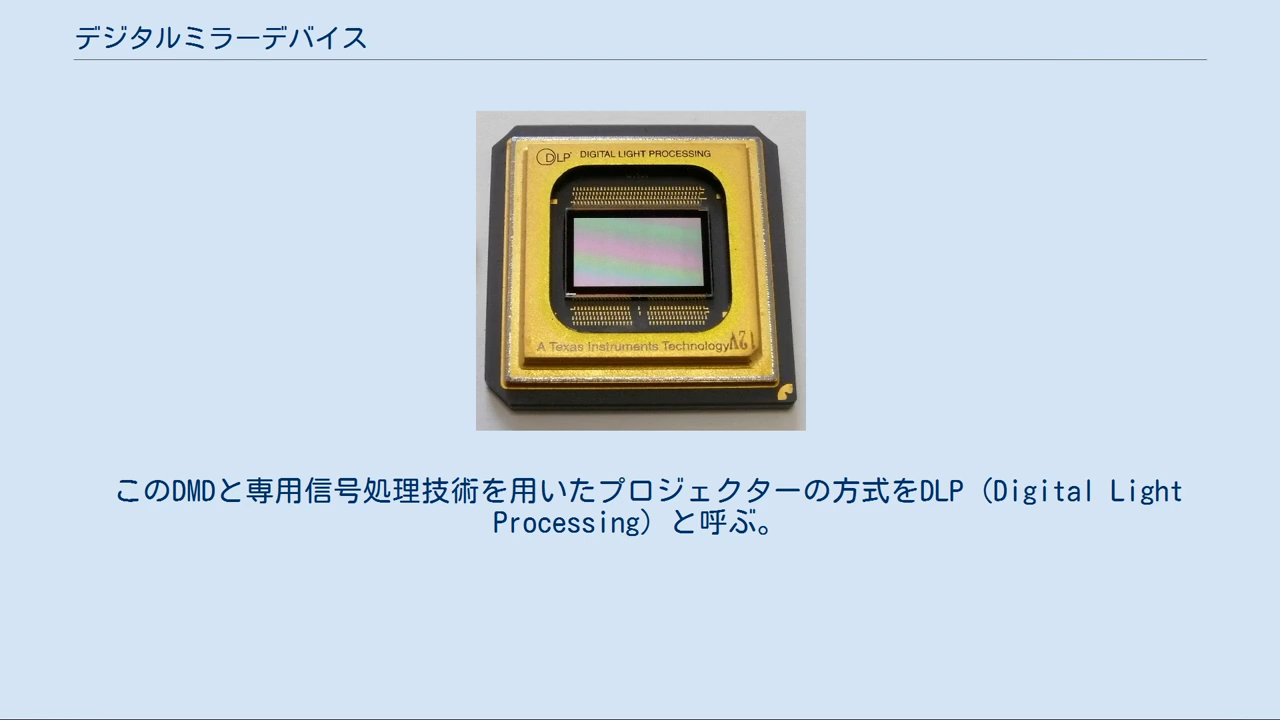 デジタルミラーデバイス
DLP DIGITAL LIGHT PROCESSING
A Texas Instruments Technology
このDMDと専用信号処理技術を用いたプロジェクターの方式をDLP（Digital Light
Processing）と呼ぶ。